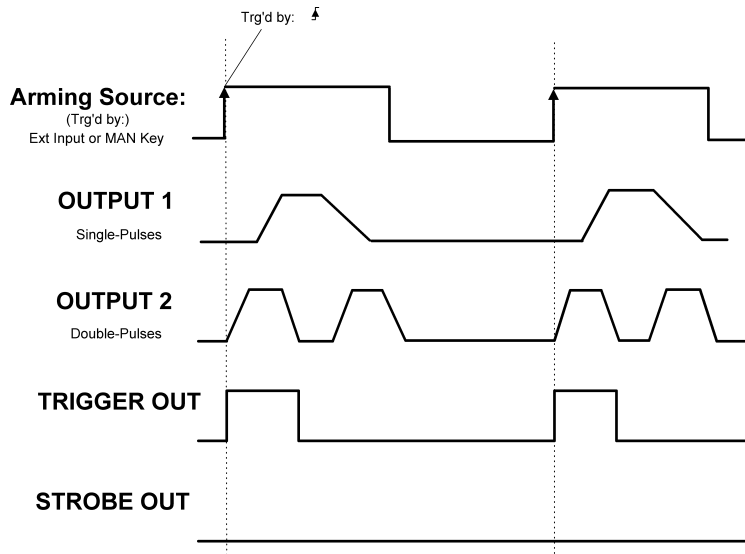 Trg'd by:
Arming Source:
(Trg'd by:)
Ext Input or MAN Key
OUTPUT 1
Single-Pulses
OUTPUT 2
Double-Pulses
TRIGGER OUT
STROBE OUT